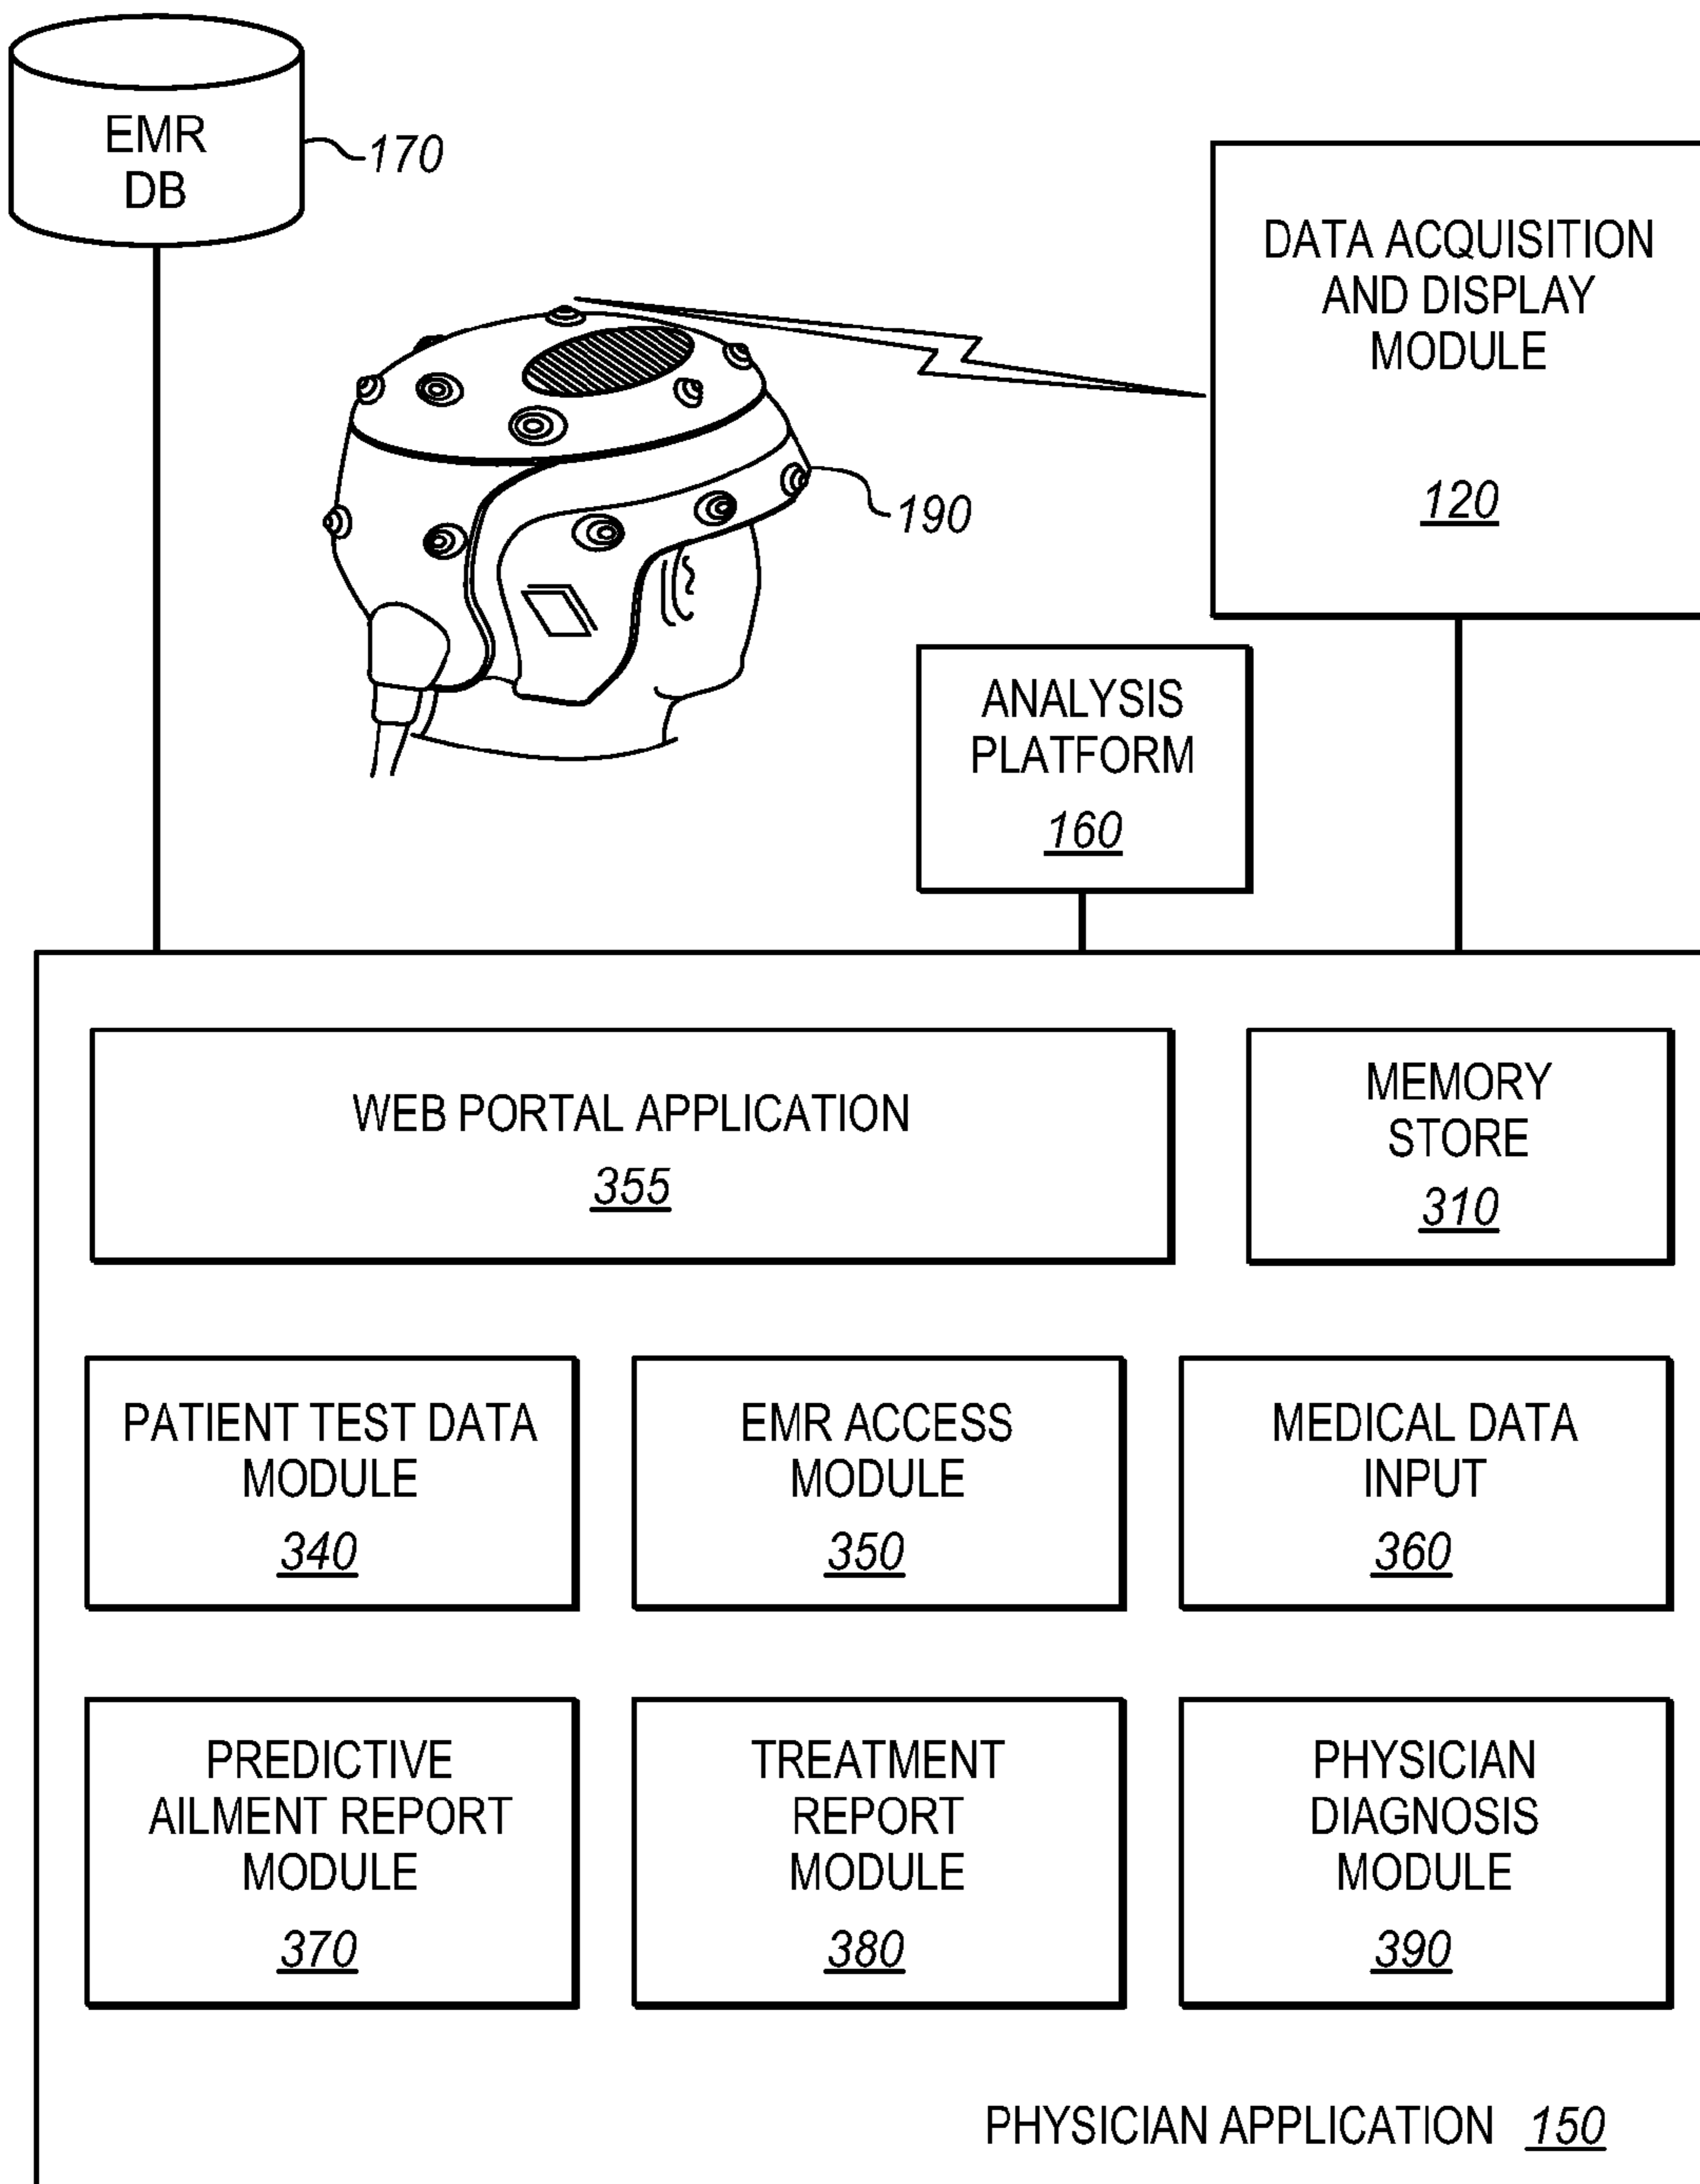 EMR
DB
170
DATA ACQUISITION
AND DISPLAY
MODULE
120
190
ANALYSIS
PLATFORM
160
WEB PORTAL APPLICATION
355
MEMORY
STORE
310
PATIENT TEST DATA
MODULE
340
EMR ACCESS
MODULE
350
MEDICAL DATA
INPUT
360
PREDICTIVE
AILMENT REPORT
MODULE
370
TREATMENT
REPORT
MODULE
380
PHYSICIAN
DIAGNOSIS
MODULE
390
PHYSICIAN APPLICATION 150